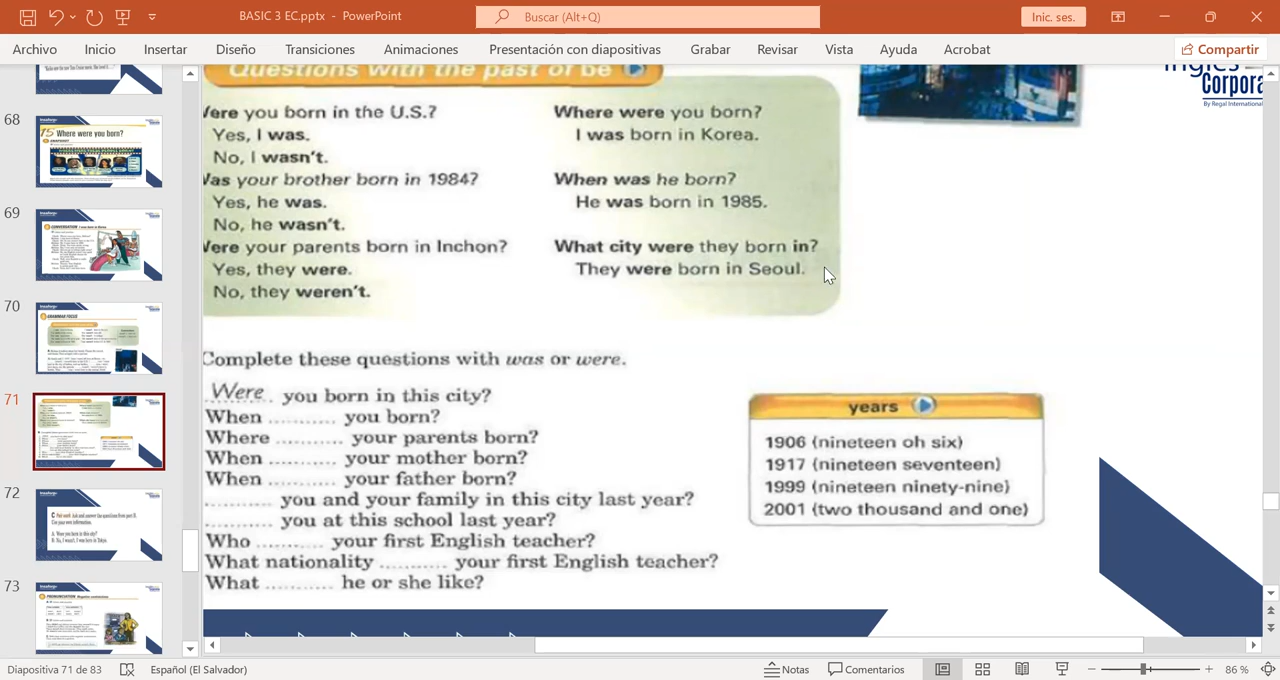 BASIC 3 EC.pptx - PowerPoint
Buscar (Alt+Q)
Inic. ses.
Archivo Inicio Insertar Diseño Transiciones Animaciones Presentación con diapositivas Grabar Revisar Vista Ayuda Acrobat
Compartir
68
Where were you born?
69
70
71
72
73
Questions with the past of be
Inglés
Corpora
By Regal International
Were you born in the U.S.?
Yes, I was.
No, I wasn't.
Was your brother born in 1984?
Yes, he was.
No, he wasn't.
Were your parents born in Inchon?
Yes, they were.
No, they weren't.
Where were you born?
I was born in Korea.
When was he born?
He was born in 1985.
What city were they born in?
They were born in Seoul.
Complete these questions with was or were.
Were you born in this city?
When .......... you born?
Where .......... your parents born?
When .......... your mother born?
When .......... your father born?
.......... you and your family in this city last year?
.......... you at this school last year?
Who .......... your first English teacher?
What nationality .......... your first English teacher?
What .......... he or she like?
years
1906 (nineteen oh six)
1917 (nineteen seventeen)
1999 (nineteen ninety-nine)
2001 (two thousand and one)
Diapositiva 71 de 83
Español (El Salvador)
Notas
Comentarios
86 %